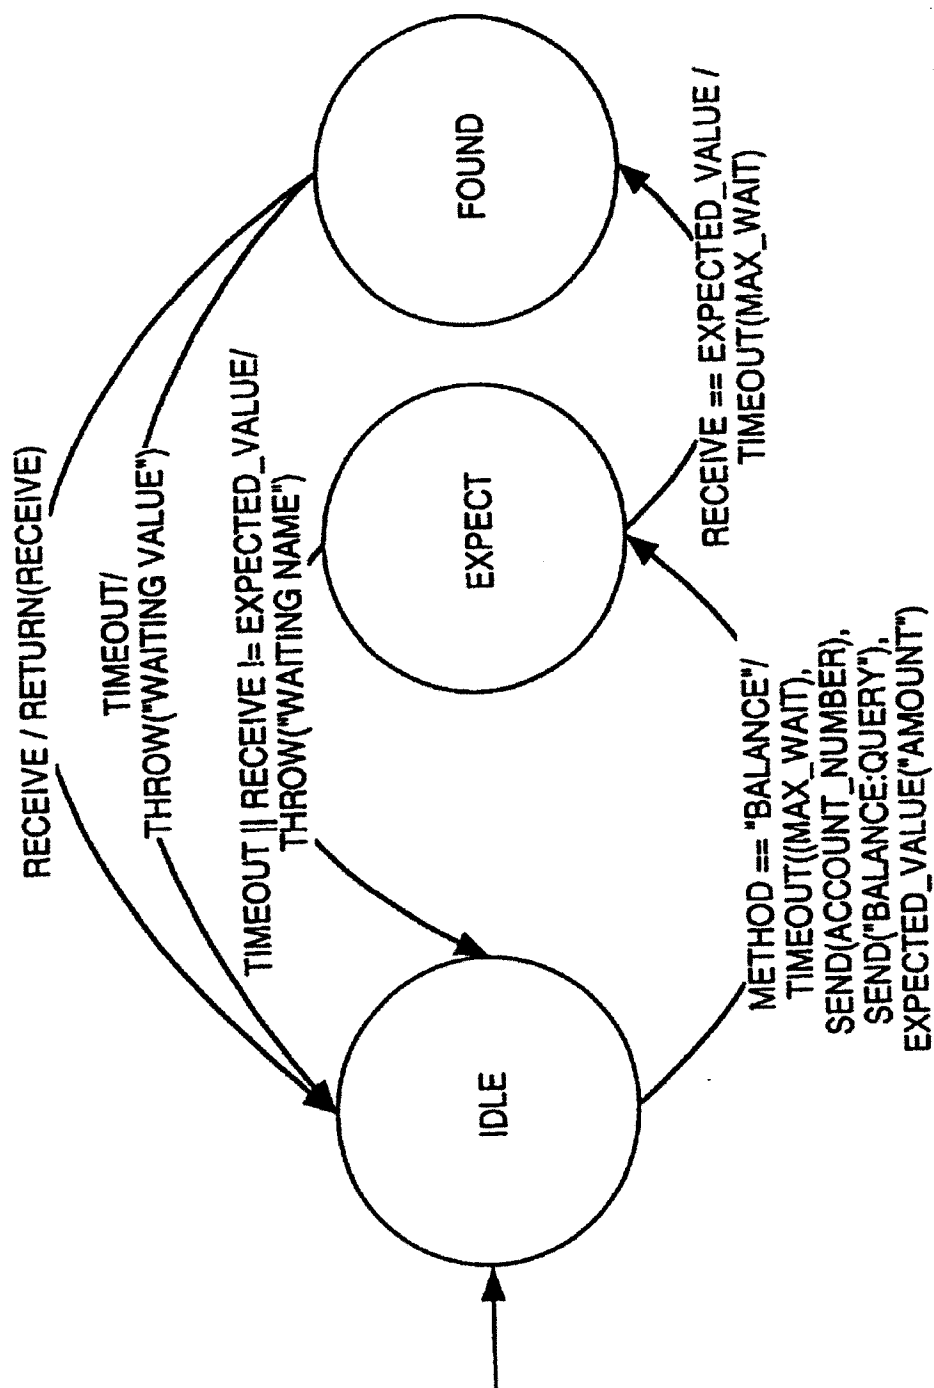 RECEIVE / RETURN(RECEIVE)
TIMEOUT/
THROW("WAITING VALUE")
TIMEOUT || RECEIVE != EXPECTED_VALUE/
THROW("WAITING NAME")
IDLE
EXPECT
FOUND
METHOD == "BALANCE"/
TIMEOUT((MAX_WAIT),
SEND(ACCOUNT_NUMBER),
SEND("BALANCE:QUERY"),
EXPECTED_VALUE("AMOUNT")
RECEIVE == EXPECTED_VALUE /
TIMEOUT(MAX_WAIT)